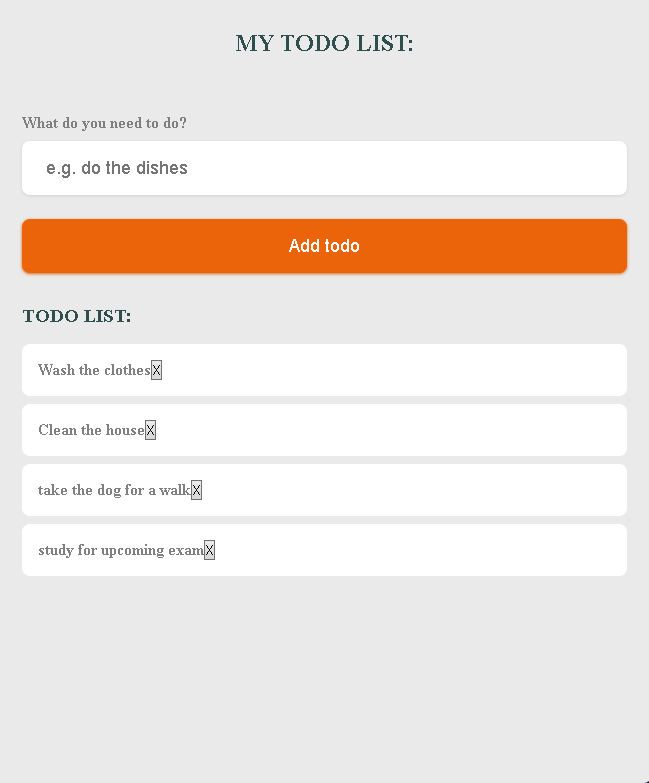 MY TODO LIST:
What do you need to do?
e.g. do the dishes
Add todo
TODO LIST:
Wash the clothesX
Clean the houseX
take the dog for a walkX
study for upcoming examX